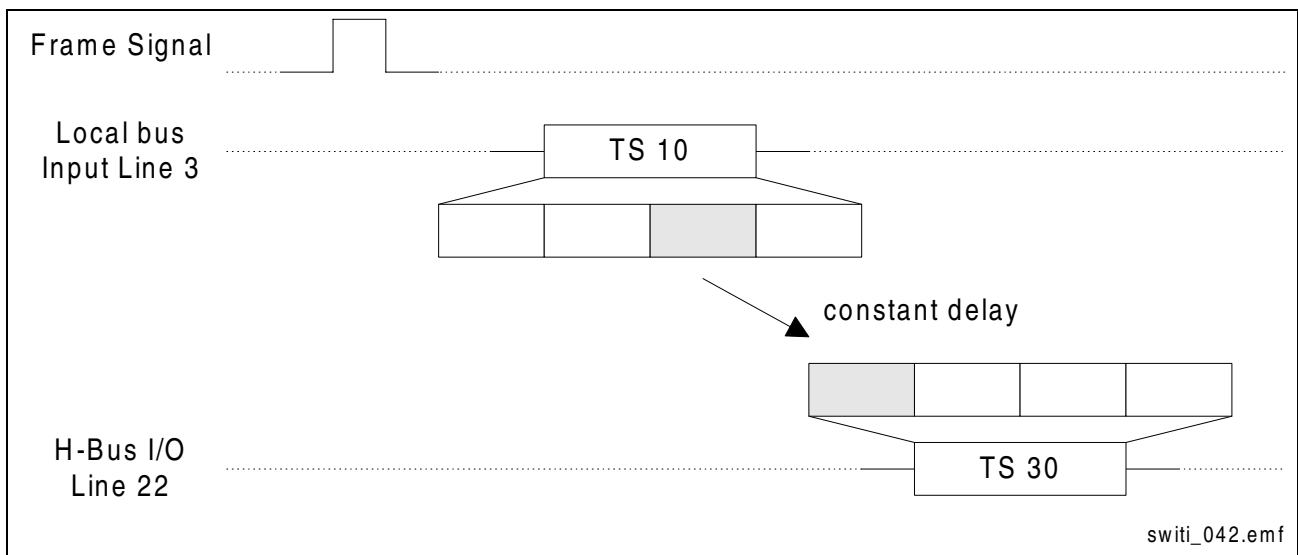 Frame Signal
Local bus
Input Line 3
TS 10
constant delay
H-Bus I/O
Line 22
TS 30
switi_042.emf